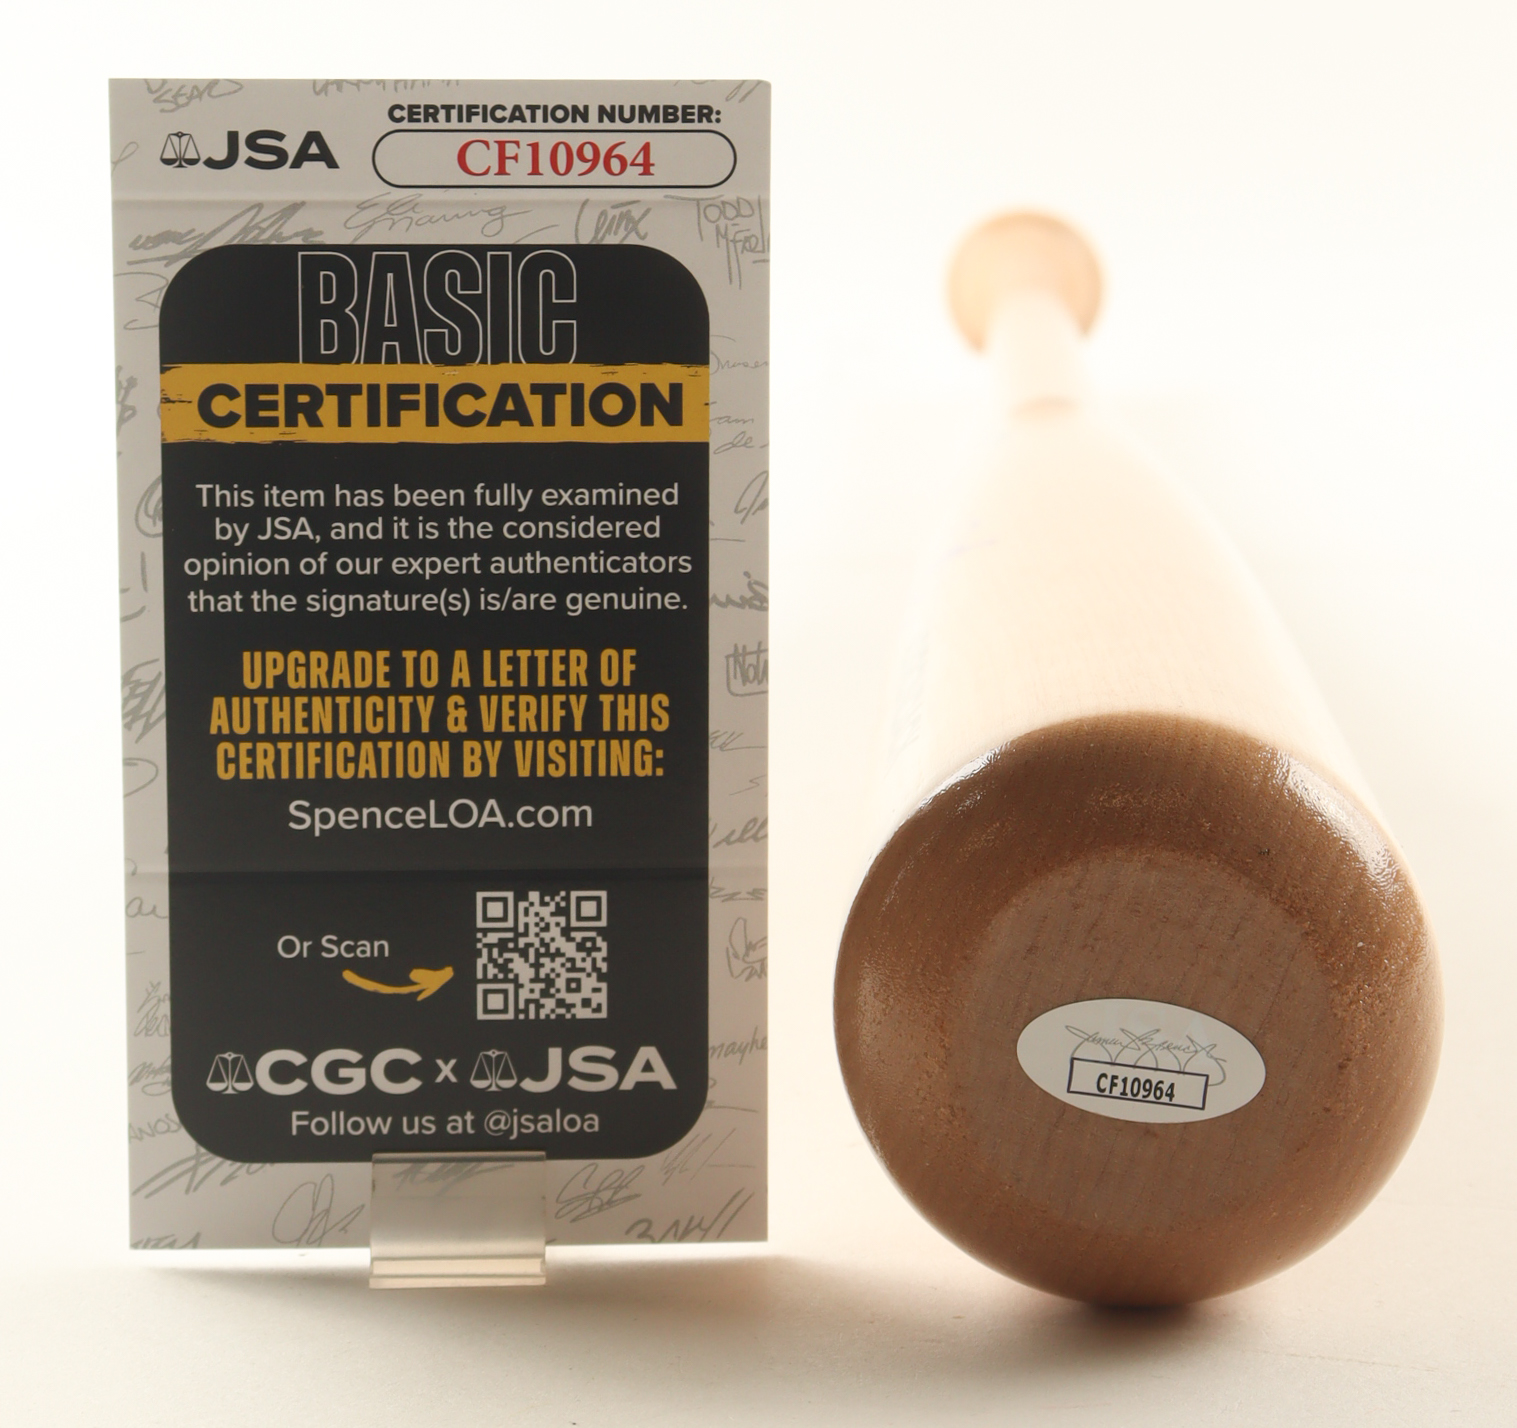 JSA
CERTIFICATION NUMBER:
CF10964
BASIC
CERTIFICATION
This item has been fully examined
by JSA, and it is the considered
opinion of our expert authenticators
that the signature(s) is/are genuine.
UPGRADE TO A LETTER OF
AUTHENTICITY & VERIFY THIS
CERTIFICATION BY VISITING:
SpenceLOA.com
Or Scan
CGC x JSA
Follow us at @jsaloa
CF10964